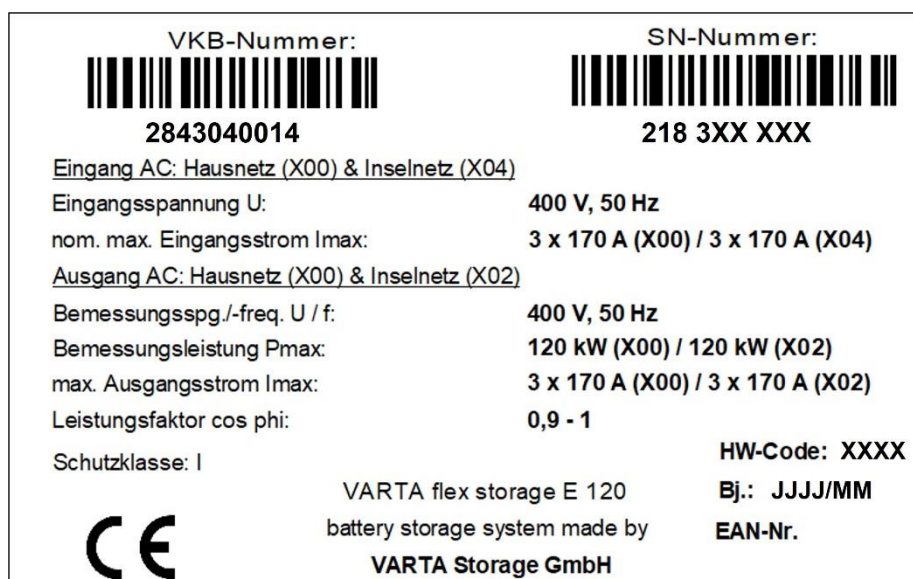 VKB-Nummer: SN-Nummer:
2843040014 218 3XX XXX
Eingang AC: Hausnetz (X00) & Inselnetz (X04)
Eingangsspannung U: 400 V, 50 Hz
nom. max. Eingangsstrom Imax: 3 x 170 A (X00) / 3 x 170 A (X04)
Ausgang AC: Hausnetz (X00) & Inselnetz (X02)
Bemessungsspg./-freq. U / f: 400 V, 50 Hz
Bemessungsleistung Pmax: 120 kW (X00) / 120 kW (X02)
max. Ausgangsstrom Imax: 3 x 170 A (X00) / 3 x 170 A (X02)
Leistungsfaktor cos phi: 0,9 - 1
Schutzklasse: I HW-Code: XXXX
VARTA flex storage E 120 Bj.: JJJJ/MM
battery storage system made by EAN-Nr.
CE VARTA Storage GmbH